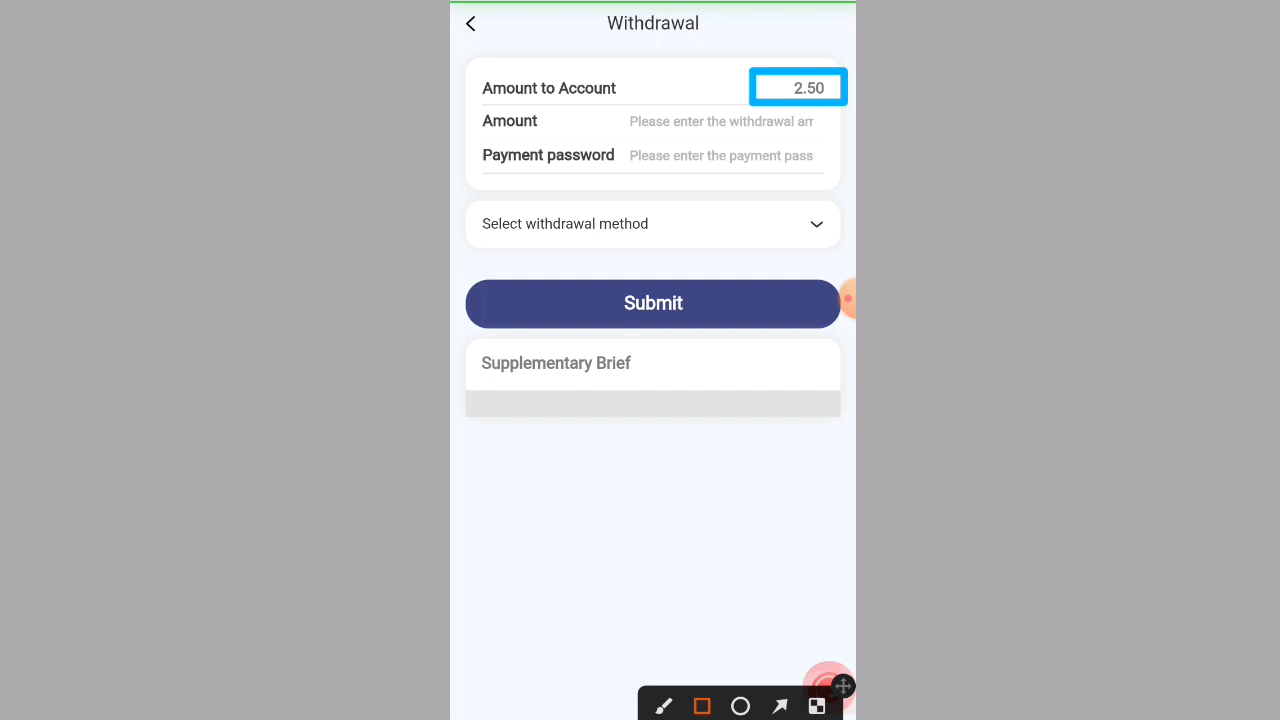 Withdrawal
Amount to Account 2.50
Amount Please enter the withdrawal am
Payment password Please enter the payment pass
Select withdrawal method
Submit
Supplementary Brief